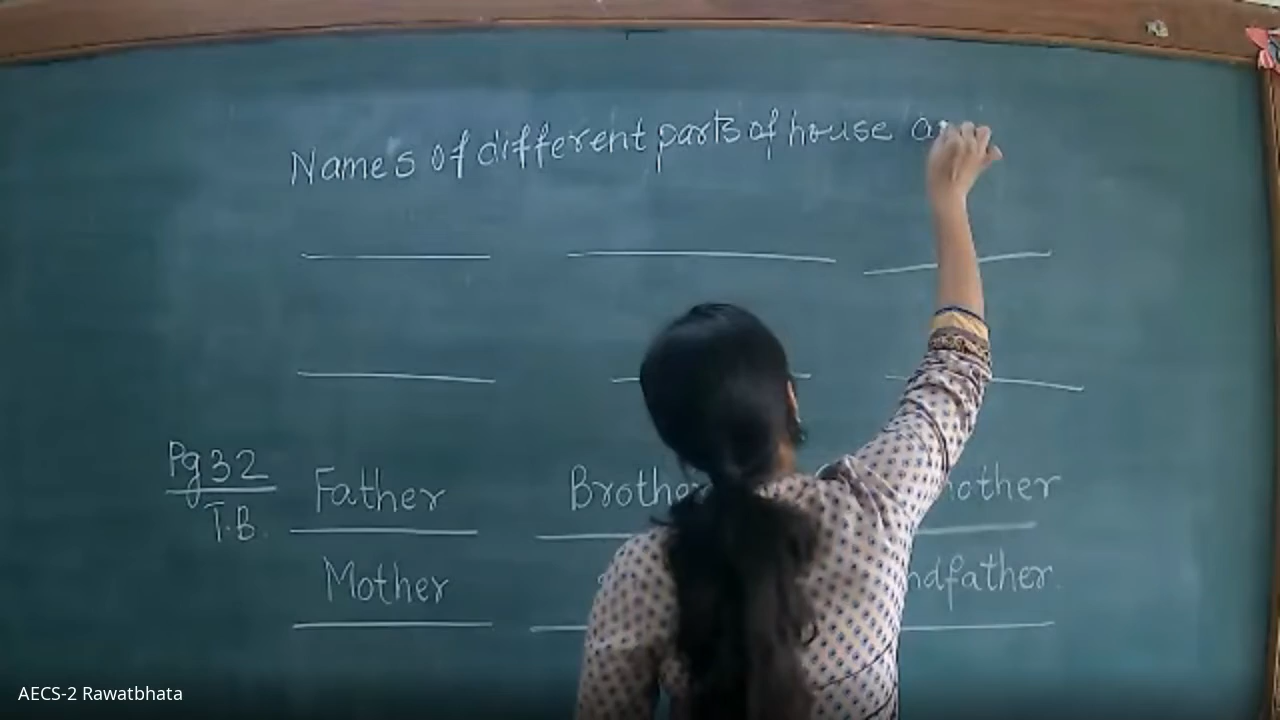 Names of different parts of house
Pg 32
T.B.
Father Brother
Mother
AECS-2 Rawatbhata